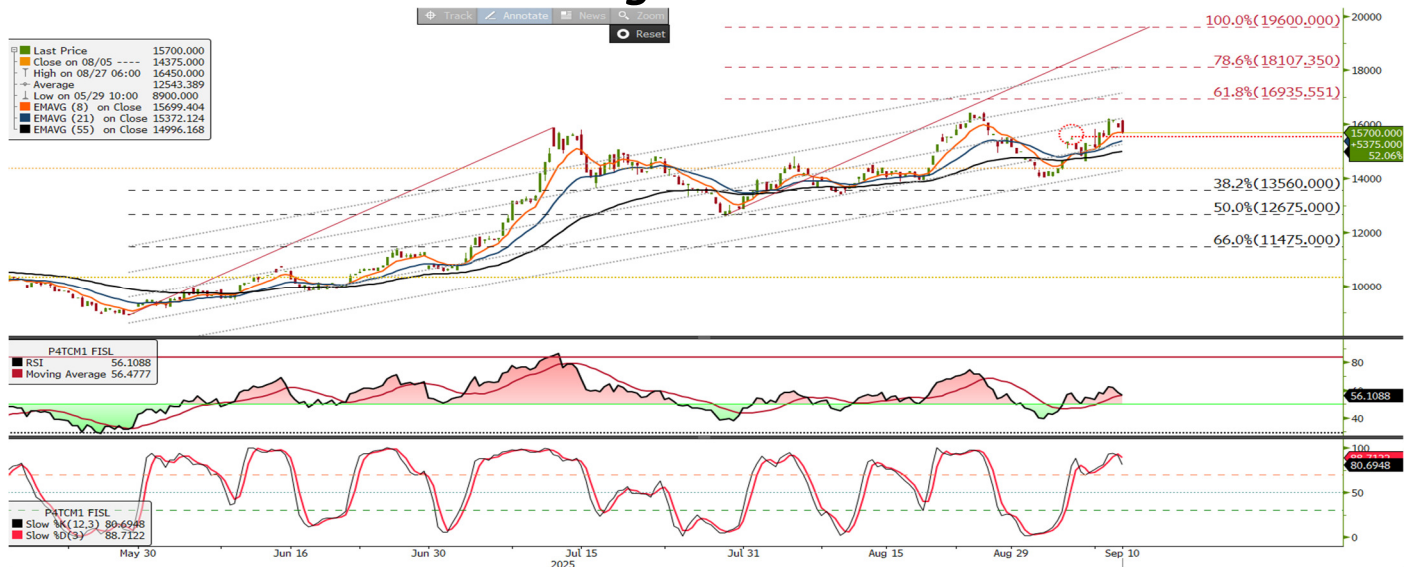 Track Annotate News Zoom
Reset
Last Price 15700.000
Close on 08/05 ---- 14375.000
High on 08/27 06:00 16450.000
Average 12543.389
Low on 05/29 10:00 8900.000
EMAVG (8) on Close 15699.404
EMAVG (21) on Close 15372.124
EMAVG (55) on Close 14996.168
100.0%(19600.000)
78.6%(18107.350)
61.8%(16935.551)
38.2%(13560.000)
50.0%(12675.000)
66.0%(11475.000)
20000
18000
16000
15700.000
+5375.000
52.06%
14000
12000
10000
P4TCM1 FISL
RSI 56.1088
Moving Average 56.4777
80
56.1088
40
P4TCM1 FISL
Slow %K(12,3) 80.6948
Slow %D(3) 88.7122
100
88.7122
80.6948
50
0
May 30 Jun 16 Jun 30 Jul 15 Jul 31 Aug 15 Aug 29 Sep 10
2025